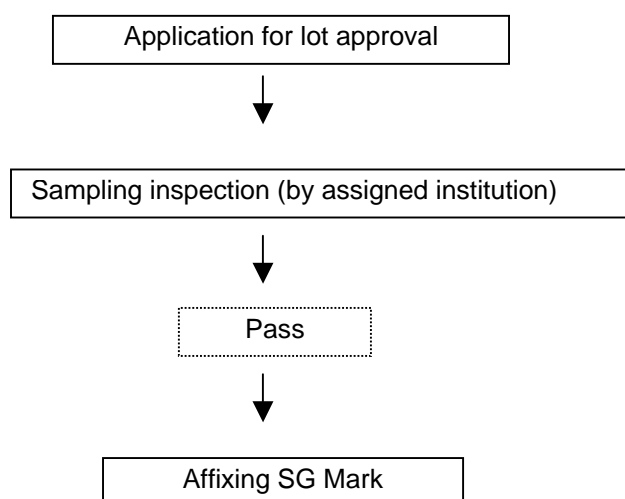 Application for lot approval
Sampling inspection (by assigned institution)
Pass
Affixing SG Mark